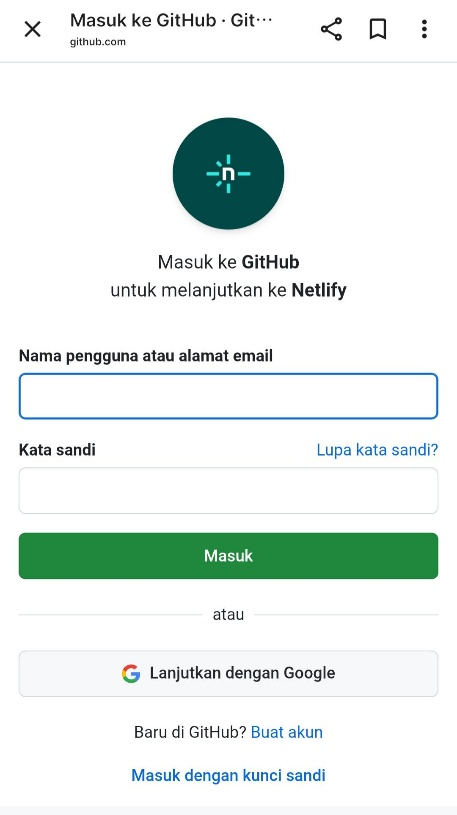 Masuk ke GitHub · Git···
github.com
n
Masuk ke GitHub
untuk melanjutkan ke Netlify
Nama pengguna atau alamat email
Kata sandi
Lupa kata sandi?
Masuk
atau
Lanjutkan dengan Google
Baru di GitHub? Buat akun
Masuk dengan kunci sandi